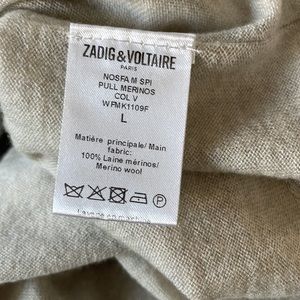 ZADIG & VOLTAIRE
PARIS
NOSFA M SPI
PULL MERINOS
COL V
WFMK1109F
L
Matière principale/ Main
fabric:
100% Laine mérinos/
Merino wool
P